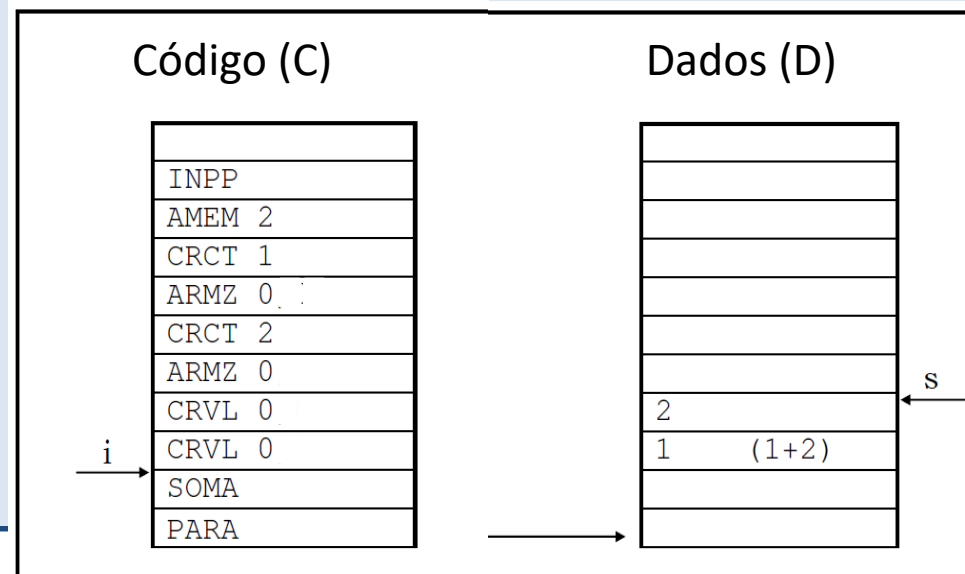 Código (C)
Dados (D)
INPP
AMEM 2
CRCT 1
ARMZ 0
CRCT 2
ARMZ 0
CRVL 0
CRVL 0
SOMA
PARA
i
s
2
1 (1+2)